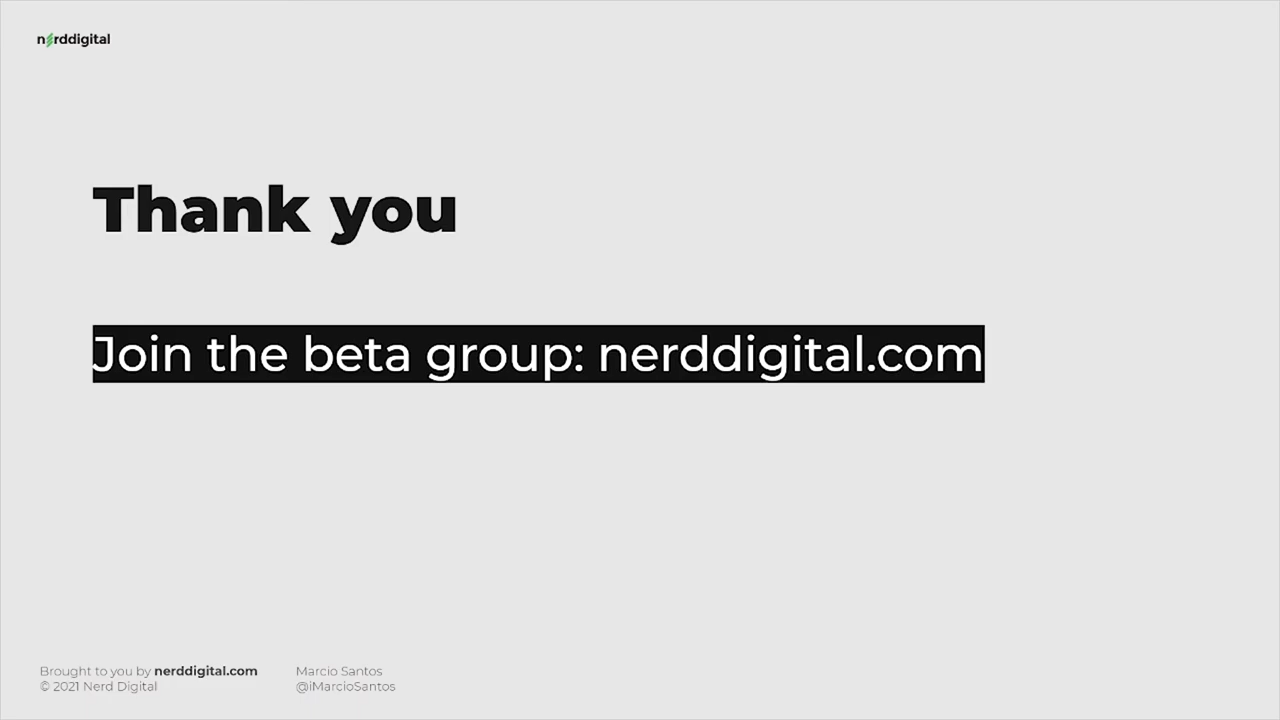 nerddigital
Thank you
Join the beta group: nerddigital.com
Brought to you by nerddigital.com
© 2021 Nerd Digital
Marcio Santos
@iMarcioSantos